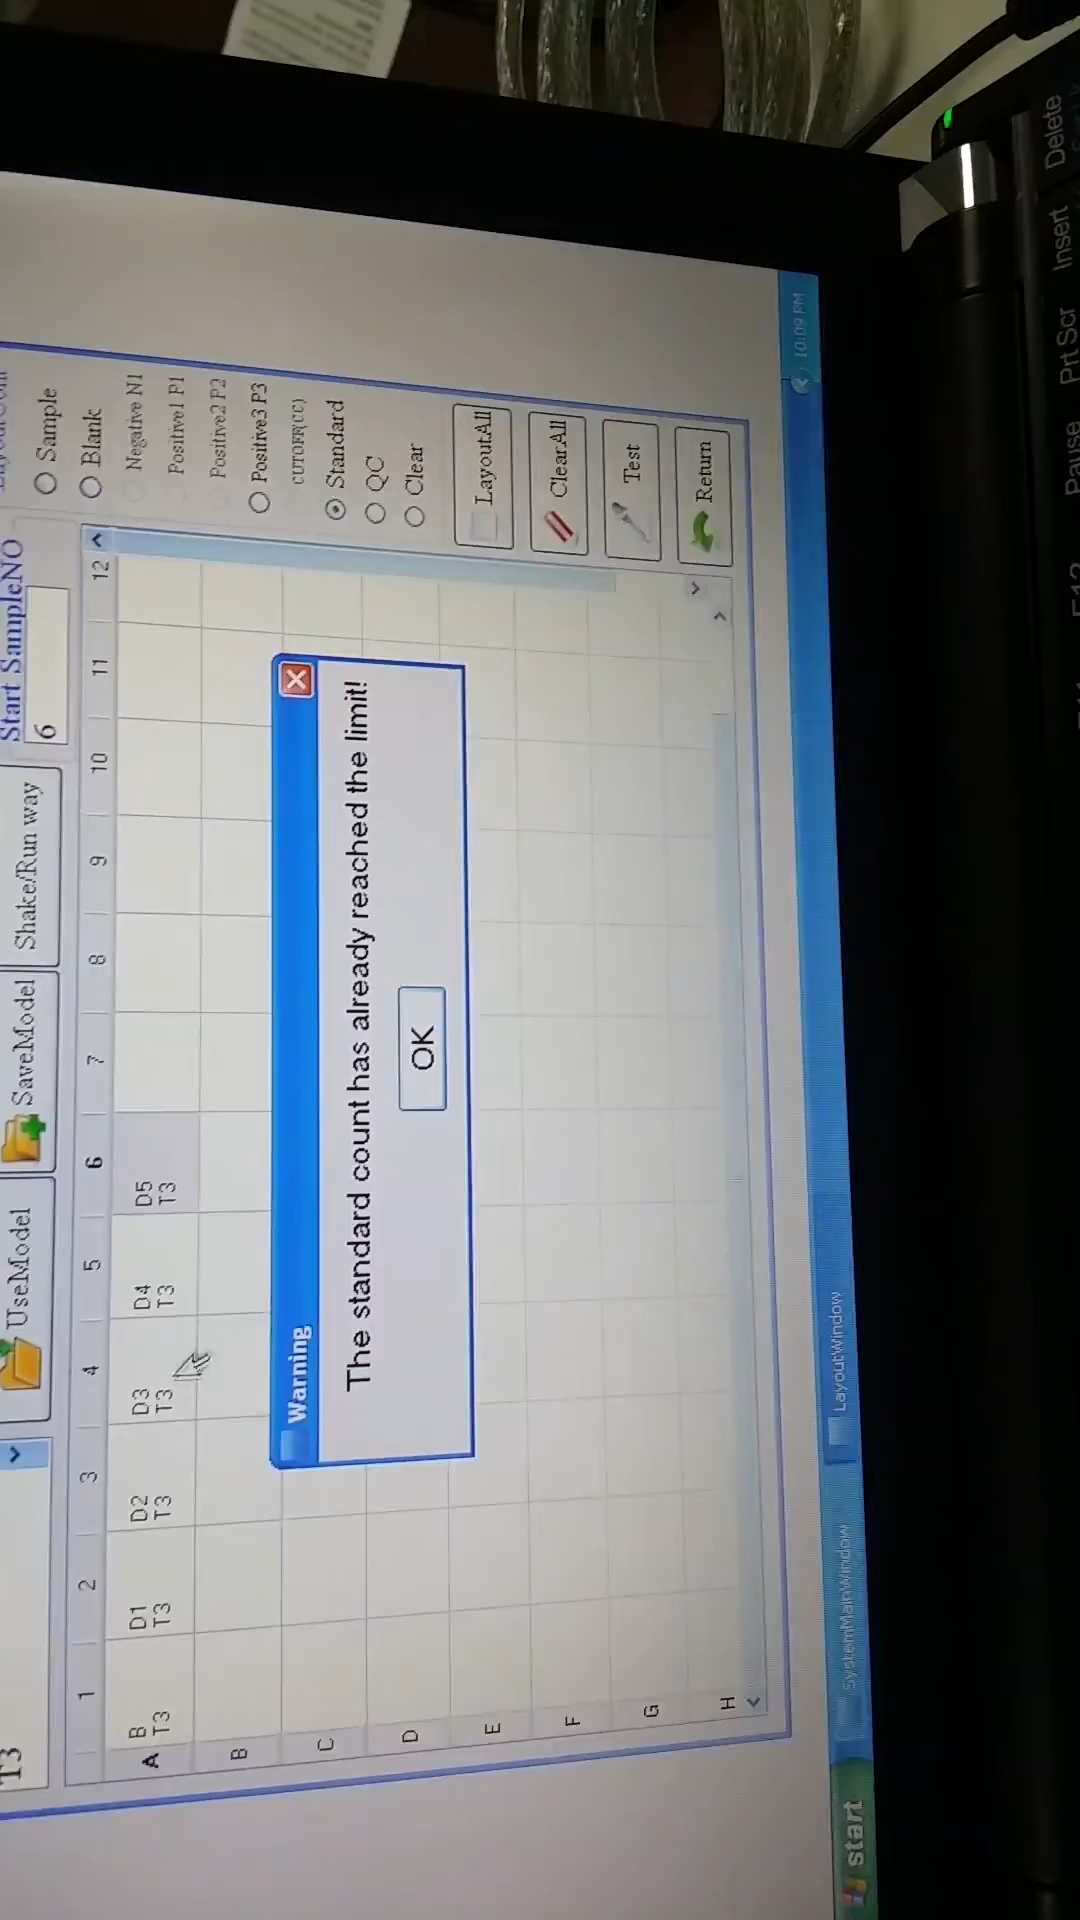 T3
UseModel
SaveModel
Shake/Run way
Start SampleNO
6
1 2 3 4 5 6 7 8 9 10 11 12
A
B
T3
D1
T3
D2
T3
D3
T3
D4
T3
D5
T3
B
C
D
E
F
G
H
Warning
The standard count has already reached the limit!
OK
Sample
Blank
Negative N1
Positive1 P1
Positive2 P2
Positive3 P3
CUTOFF(CC)
Standard
QC
Clear
LayoutAll
ClearAll
Test
Return
start
SystemMainWindow
LayoutWindow
10:09 PM
Pause
Prt Scr
Insert
Delete